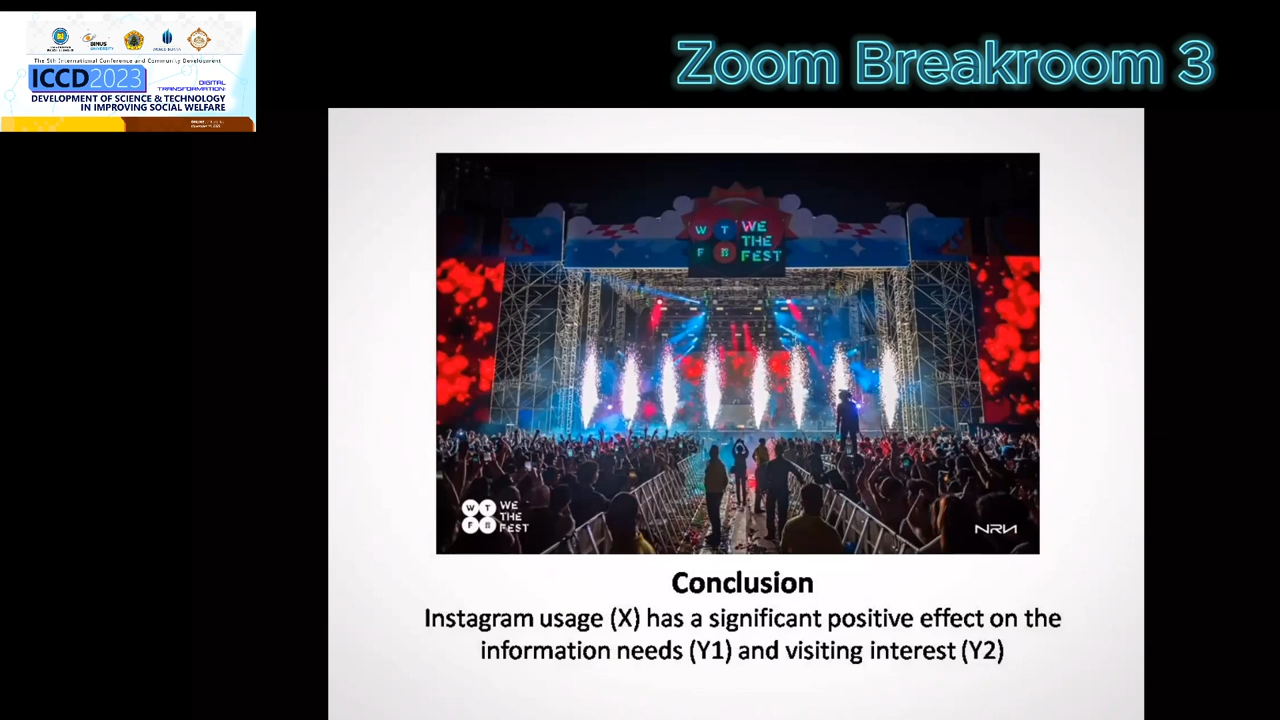 BINUS
UNIVERSITY
The 5th International Conference and Community Development
ICCD2023
DIGITAL
TRANSFORMATION:
DEVELOPMENT OF SCIENCE & TECHNOLOGY
IN IMPROVING SOCIAL WELFARE
Zoom Breakroom 3
W T
F
WE
THE
FEST
W T
F
WE
THE
FEST
NRN
Conclusion
Instagram usage (X) has a significant positive effect on the
information needs (Y1) and visiting interest (Y2)